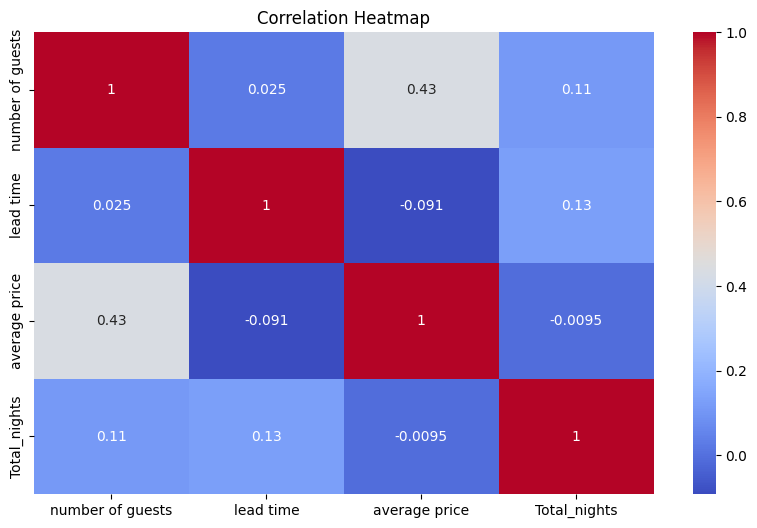 Correlation Heatmap
number of guests
1
0.025
0.43
0.11
lead time
0.025
1
-0.091
0.13
average price
0.43
-0.091
1
-0.0095
Total_nights
0.11
0.13
-0.0095
1
number of guests
lead time
average price
Total_nights
1.0
0.8
0.6
0.4
0.2
0.0